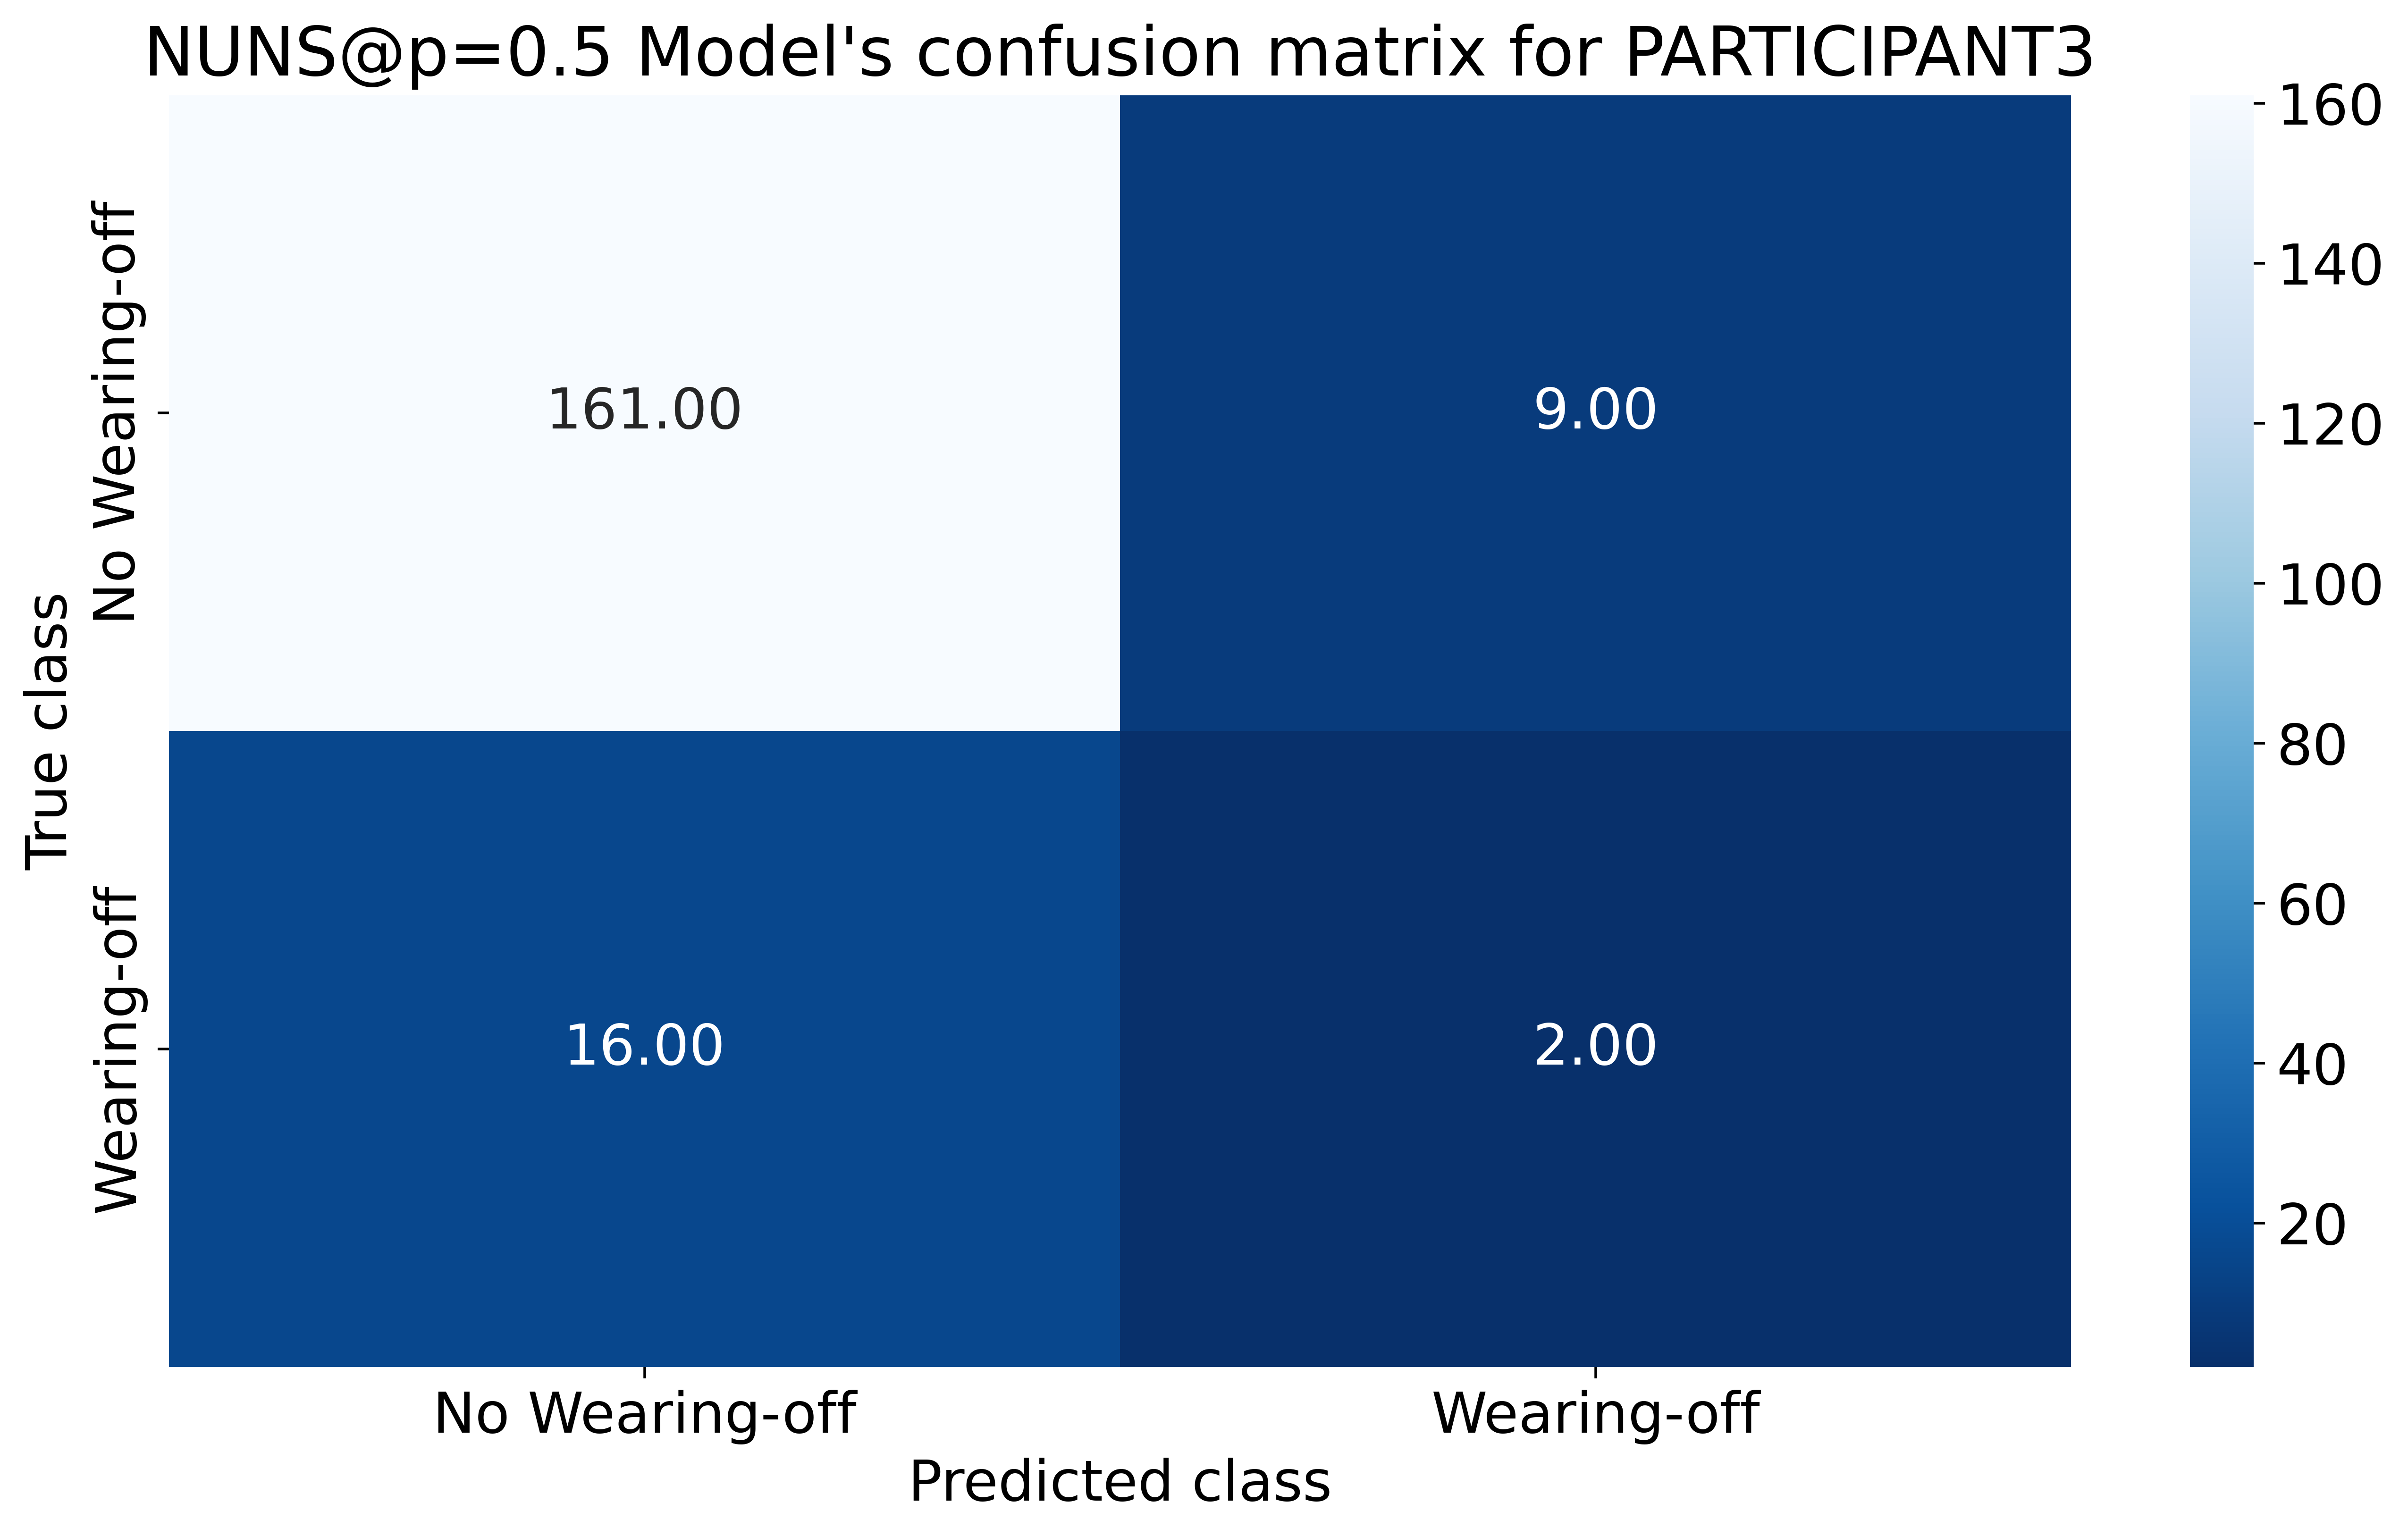 NUNS@p=0.5 Model's confusion matrix for PARTICIPANT3
True class
No Wearing-off
Wearing-off
161.00
9.00
16.00
2.00
No Wearing-off
Wearing-off
Predicted class
160
140
120
100
80
60
40
20